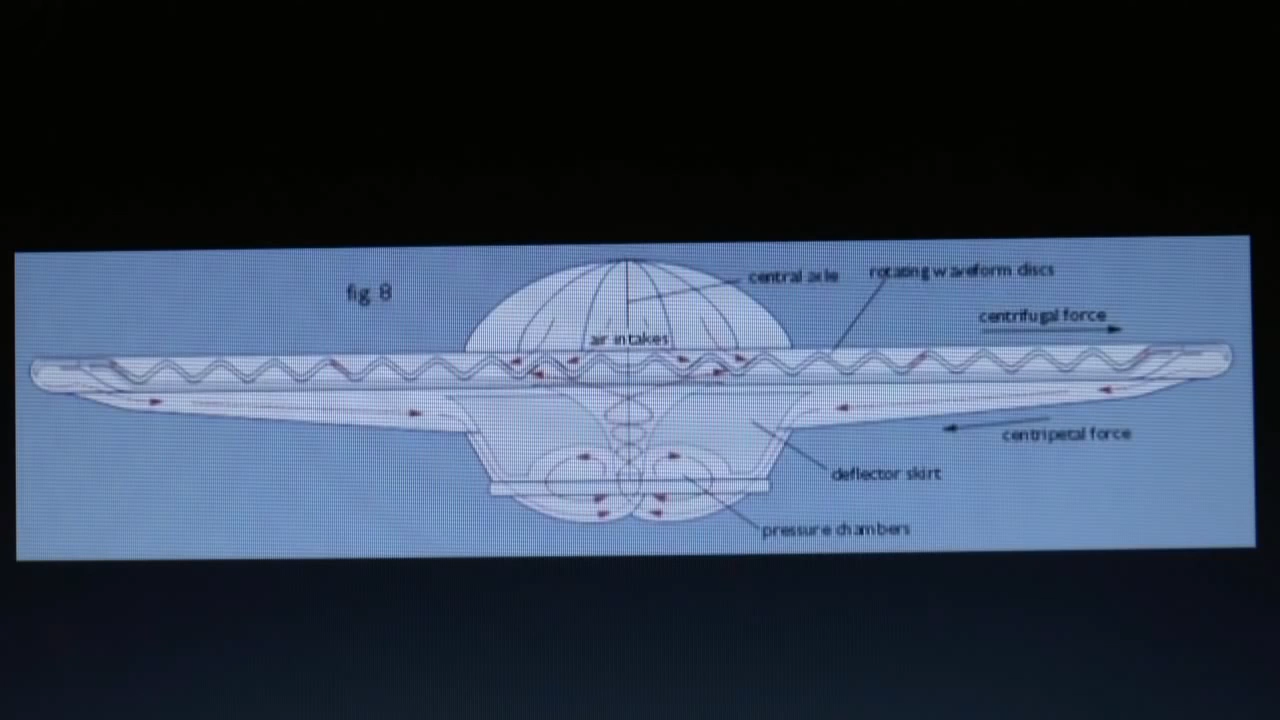 fig 8
central axle
rotating waveform discs
centrifugal force
air intakes
centripetal force
deflector skirt
pressure chambers